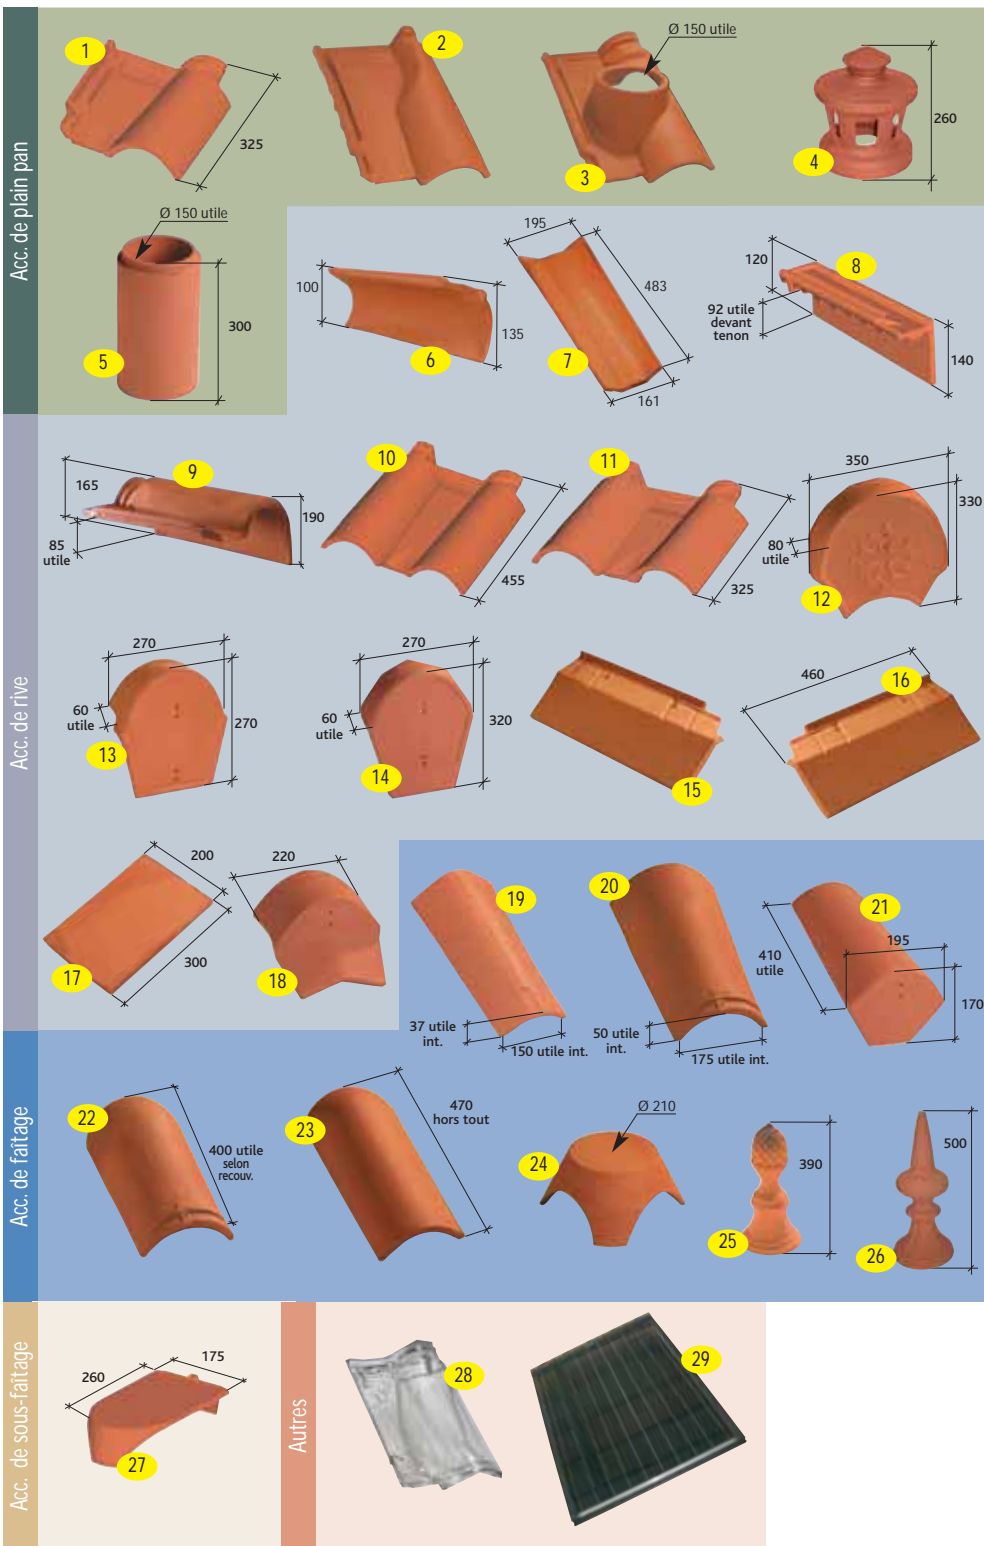 Acc. de plain pan
1
325
2
Ø 150 utile
3
260
4
Ø 150 utile
300
5
100
135
6
195
483
161
7
120
92 utile
devant
tenon
140
8
Acc. de rive
9
165
85
utile
190
10
455
11
325
350
330
80
utile
12
270
60
utile
270
13
270
60
utile
320
14
15
460
16
200
300
17
220
18
Acc. de faîtage
19
37 utile
int.
150 utile int.
20
50 utile
int.
175 utile int.
21
410
utile
195
170
22
400 utile
selon
recouv.
23
470
hors tout
Ø 210
24
390
25
500
26
Acc. de sous-faîtage
260
175
27
Autres
28
29